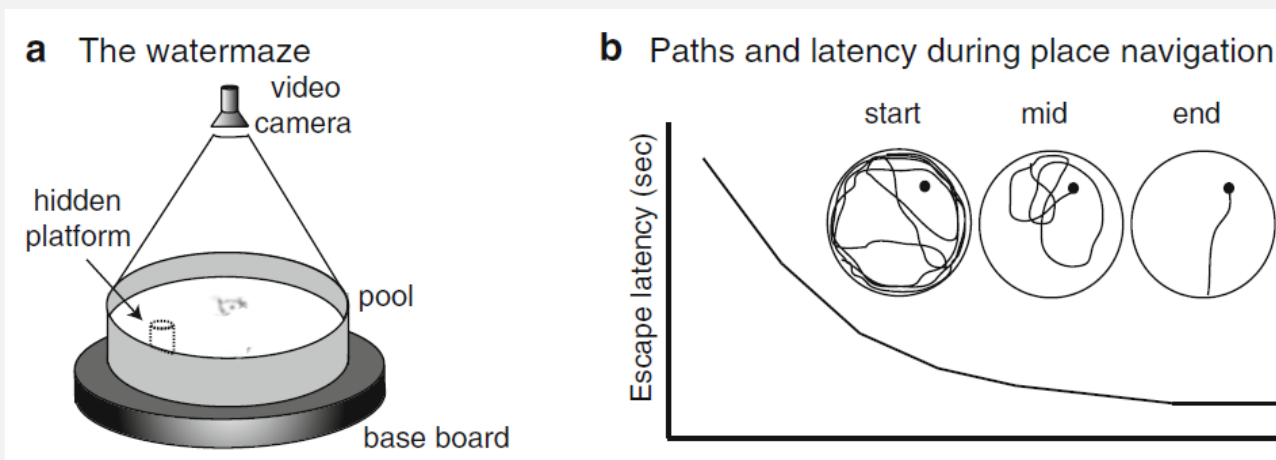 a The watermaze
video
camera
hidden
platform
pool
base board
b Paths and latency during place navigation
start mid end
Escape latency (sec)